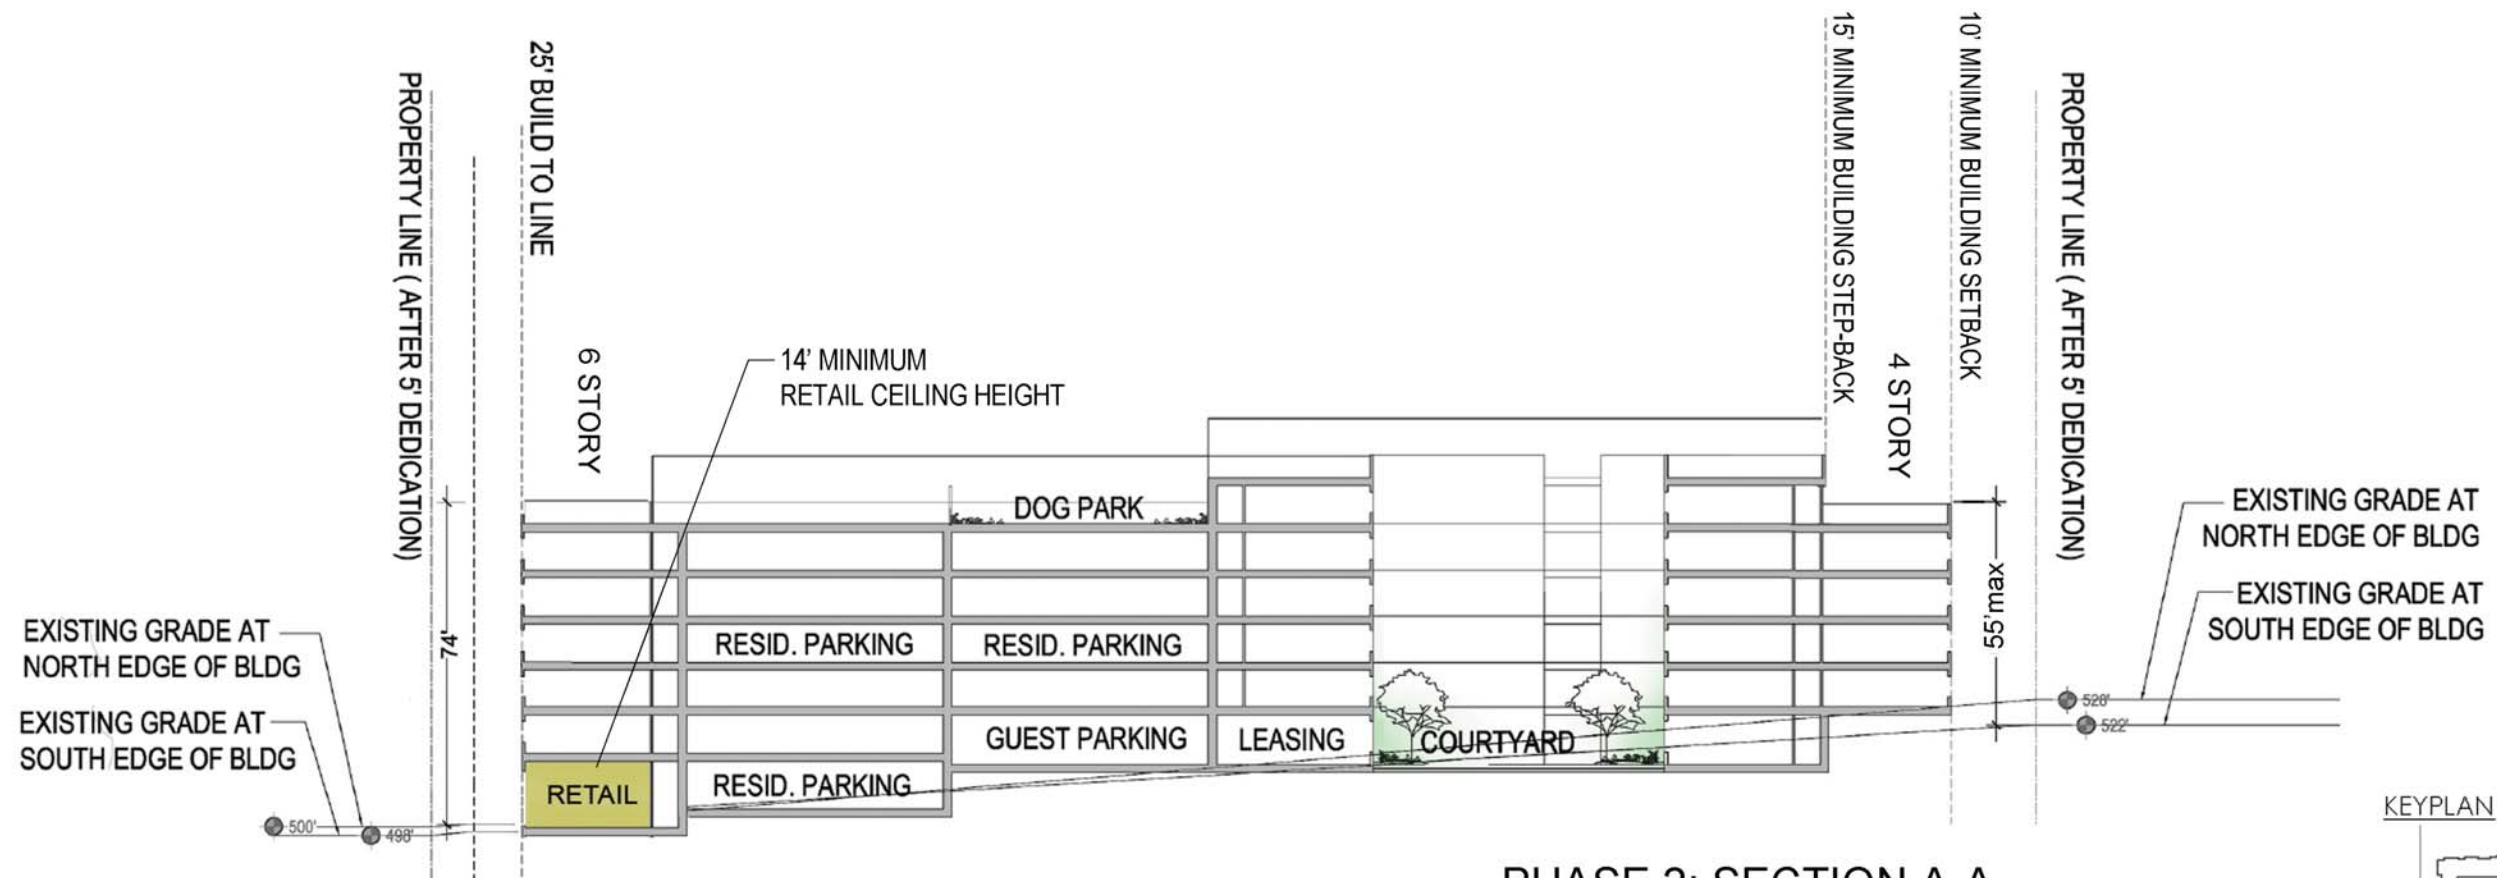 PROPERTY LINE ( AFTER 5' DEDICATION)
25' BUILD TO LINE
6 STORY
14' MINIMUM
RETAIL CEILING HEIGHT
15' MINIMUM BUILDING STEP-BACK
4 STORY
10' MINIMUM BUILDING SETBACK
PROPERTY LINE ( AFTER 5' DEDICATION)
DOG PARK
EXISTING GRADE AT
NORTH EDGE OF BLDG
EXISTING GRADE AT
SOUTH EDGE OF BLDG
55'max
74'
EXISTING GRADE AT
NORTH EDGE OF BLDG
EXISTING GRADE AT
SOUTH EDGE OF BLDG
RESID. PARKING
RESID. PARKING
GUEST PARKING
LEASING
COURTYARD
RESID. PARKING
RETAIL
500'
498'
522'
KEYPLAN
SECTION A-A